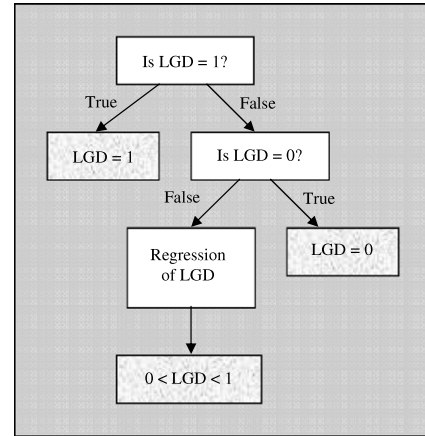 Is LGD = 1?
True
False
LGD = 1
Is LGD = 0?
False
True
Regression
of LGD
LGD = 0
0 < LGD < 1